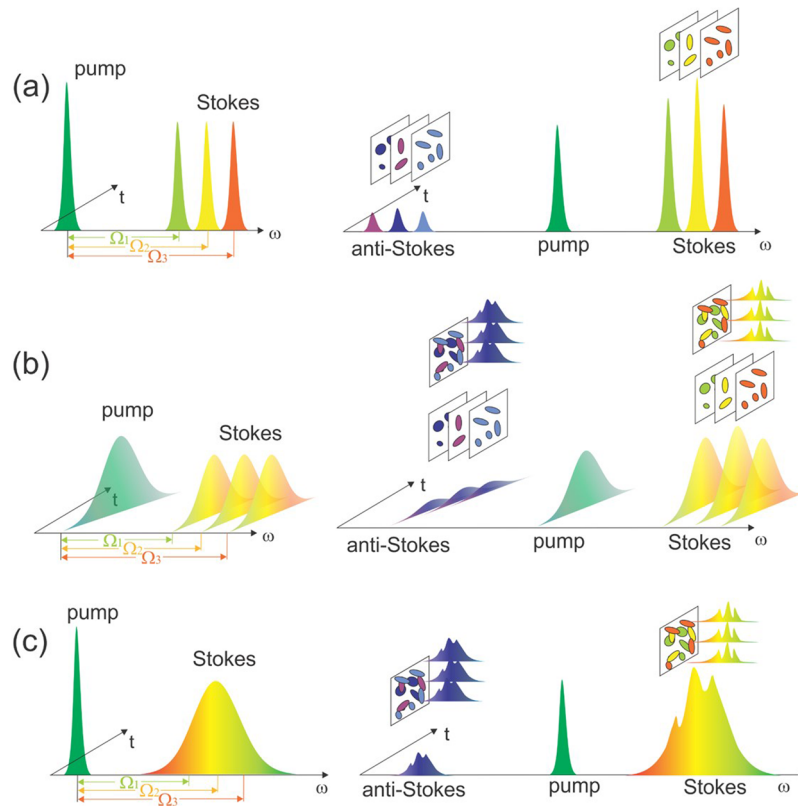 (a)
pump
Stokes
t
ω
Ω1
Ω2
Ω3
t
anti-Stokes
pump
Stokes
ω
(b)
pump
Stokes
t
ω
Ω1
Ω2
Ω3
t
anti-Stokes
pump
Stokes
ω
(c)
pump
Stokes
t
ω
Ω1
Ω2
Ω3
t
anti-Stokes
pump
Stokes
ω